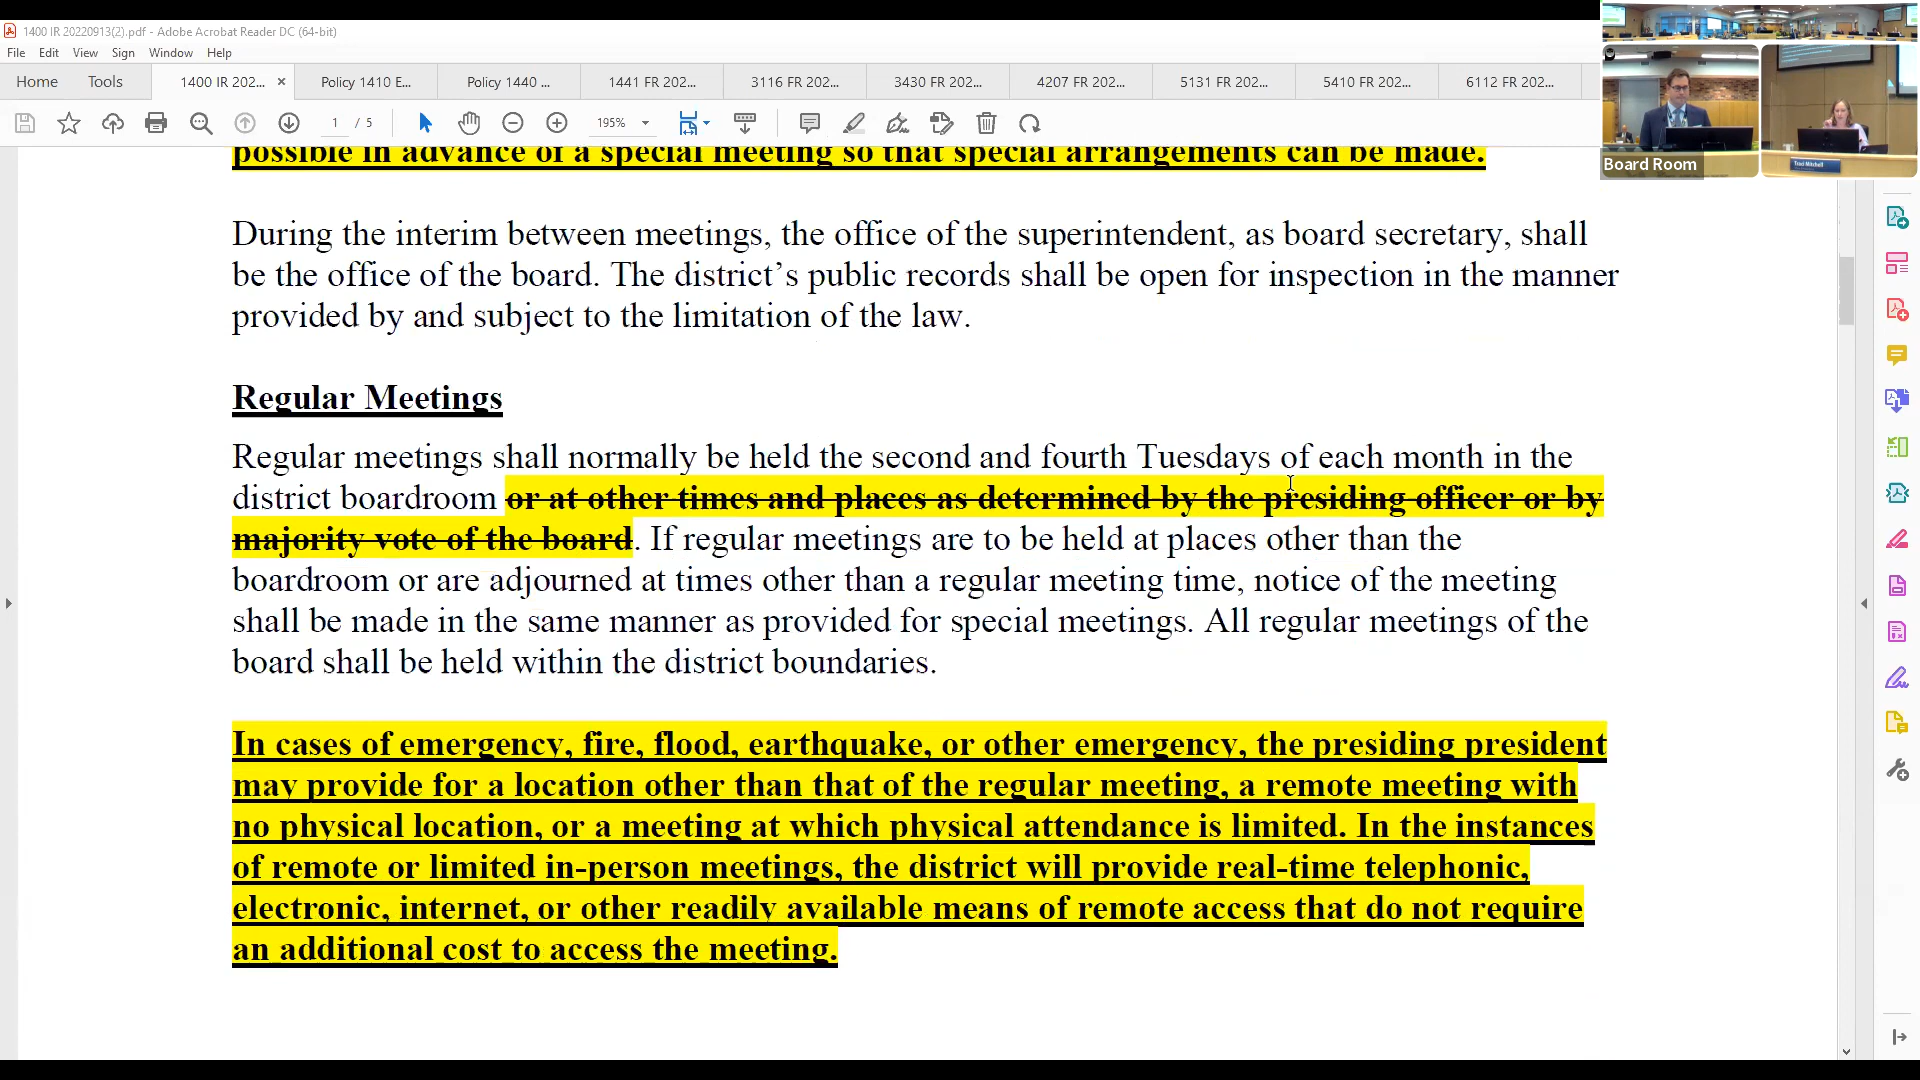 1400 IR 20220913(2).pdf - Adobe Acrobat Reader DC (64-bit)
File Edit View Sign Window Help
Home Tools 1400 IR 202... × Policy 1410 E... Policy 1440 ... 1441 FR 202... 3116 FR 202... 3430 FR 202... 4207 FR 202... 5131 FR 202... 5410 FR 202... 6112 FR 202...
1 / 5 195%
Board Room
Traci Mitchell
possible in advance of a special meeting so that special arrangements can be made.
During the interim between meetings, the office of the superintendent, as board secretary, shall
be the office of the board. The district’s public records shall be open for inspection in the manner
provided by and subject to the limitation of the law.
Regular Meetings
Regular meetings shall normally be held the second and fourth Tuesdays of each month in the
district boardroom or at other times and places as determined by the presiding officer or by
majority vote of the board. If regular meetings are to be held at places other than the
boardroom or are adjourned at times other than a regular meeting time, notice of the meeting
shall be made in the same manner as provided for special meetings. All regular meetings of the
board shall be held within the district boundaries.
In cases of emergency, fire, flood, earthquake, or other emergency, the presiding president
may provide for a location other than that of the regular meeting, a remote meeting with
no physical location, or a meeting at which physical attendance is limited. In the instances
of remote or limited in-person meetings, the district will provide real-time telephonic,
electronic, internet, or other readily available means of remote access that do not require
an additional cost to access the meeting.